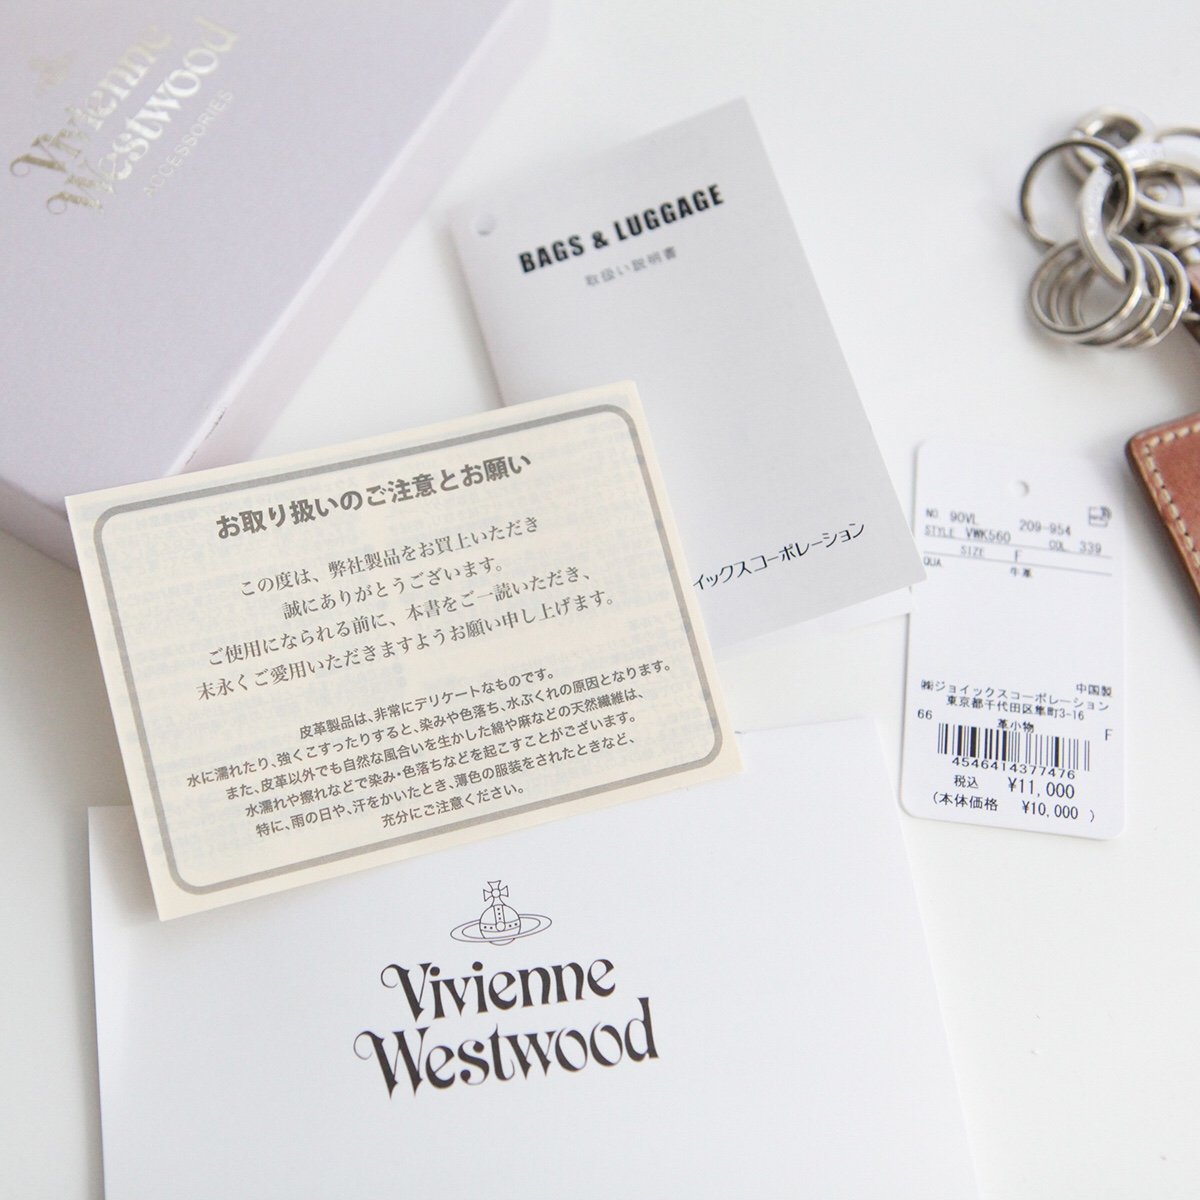 Vivienne
Westwood
ACCESSORIES
BAGS & LUGGAGE
取扱い説明書
イックスコーポレーション
お取り扱いのご注意とお願い
この度は、弊社製品をお買上いただき
誠にありがとうございます。
ご使用になられる前に、本書をご一読いただき、
末永くご愛用いただきますようお願い申し上げます。
皮革製品は、非常にデリケートなものです。
水に濡れたり、強くこすったりすると、染みや色落ち、水ぶくれの原因となります。
また、皮革以外でも自然な風合いを生かした綿や麻などの天然繊維は、
水濡れや擦れなどで染み・色落ちなどを起こすことがございます。
特に、雨の日や、汗をかいたとき、薄色の服装をされたときなど、
充分にご注意ください。
NO. 90VL 209-954
STYLE VWK560 COL 339
SIZE F
QUA 牛革
中国製
㈱ジョイックスコーポレーション
東京都千代田区隼町3-16
66 革小物 F
4546414377476
税込 ¥11,000
(本体価格 ¥10,000 )
Vivienne
Westwood